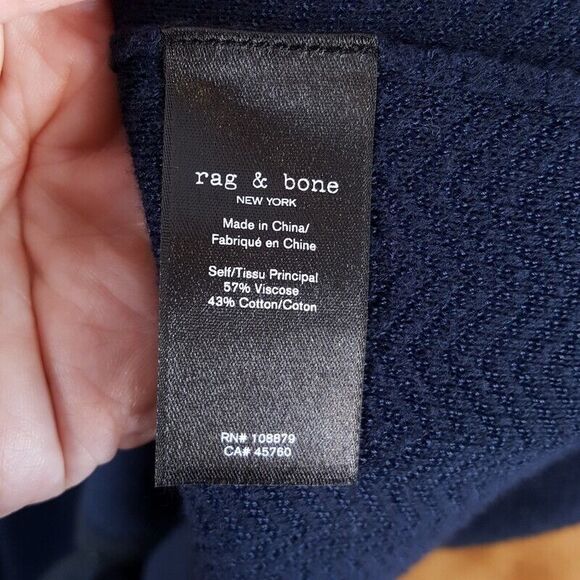 rag & bone
NEW YORK
Made in China/
Fabriqué en Chine
Self/Tissu Principal
57% Viscose
43% Cotton/Coton
RN# 108879
CA# 45760